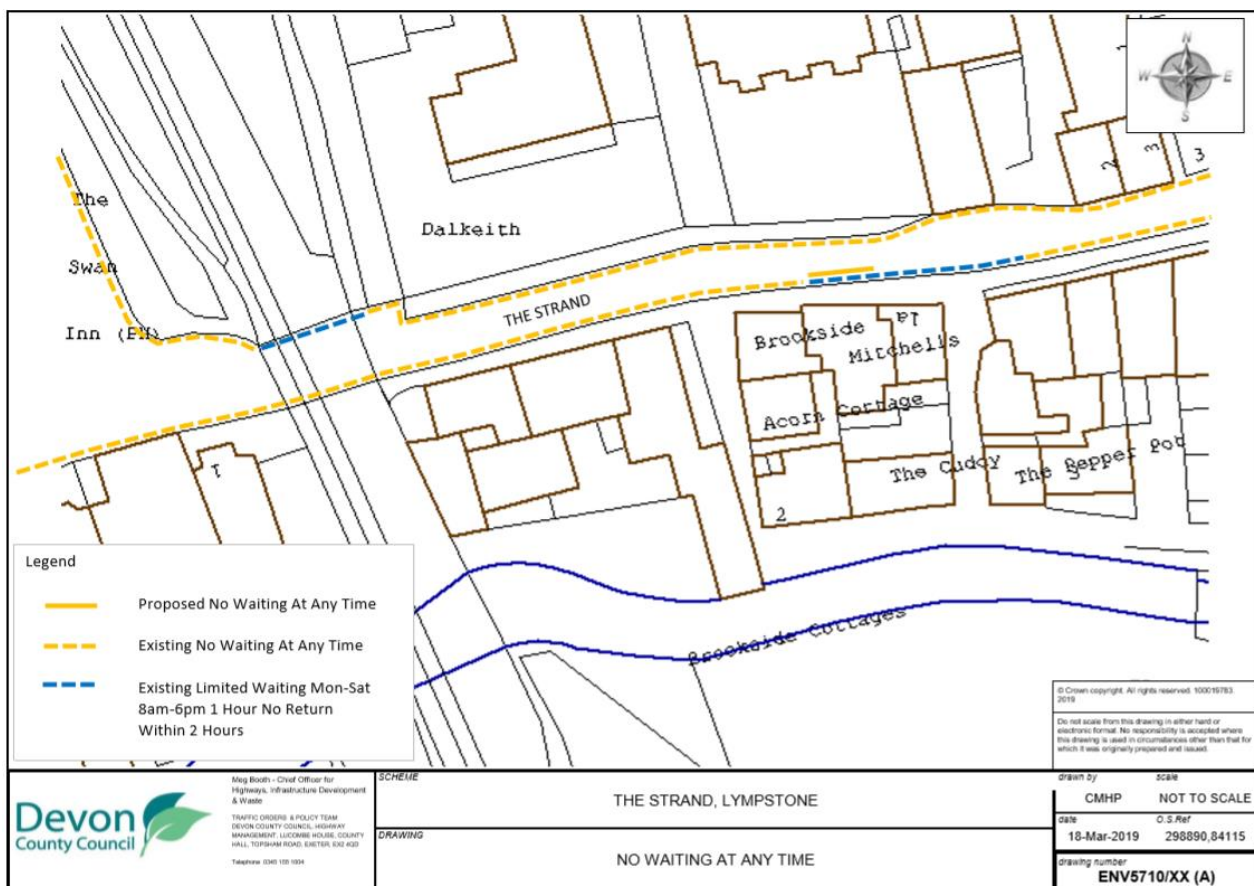 N
W E
S
2
3
3
The
Swan
Inn (PH)
Dalkeith
THE STRAND
Brookside
1a
Mitchells
Acorn Cottage
The Cuddy
The Pepper Pot
1
2
Brookside Cottages
Legend
Proposed No Waiting At Any Time
Existing No Waiting At Any Time
Existing Limited Waiting Mon-Sat
8am-6pm 1 Hour No Return
Within 2 Hours
© Crown copyright. All rights reserved. 100019783
2019
Do not scale from this drawing in either hard or
electronic format. No responsibility is accepted where
this drawing is used in circumstances other than that for
which it was originally prepared and issued.
Devon
County Council
Meg Booth - Chief Officer for
Highways, Infrastructure Development
& Waste
TRAFFIC ORDERS & POLICY TEAM
DEVON COUNTY COUNCIL, HIGHWAY
MANAGEMENT, LUCOMBE HOUSE, COUNTY
HALL, TOPSHAM ROAD, EXETER, EX2 4QD
Telephone 0345 155 1004
SCHEME
THE STRAND, LYMPSTONE
DRAWING
NO WAITING AT ANY TIME
drawn by scale
CMHP NOT TO SCALE
date O.S.Ref
18-Mar-2019 298890,84115
drawing number
ENV5710/XX (A)